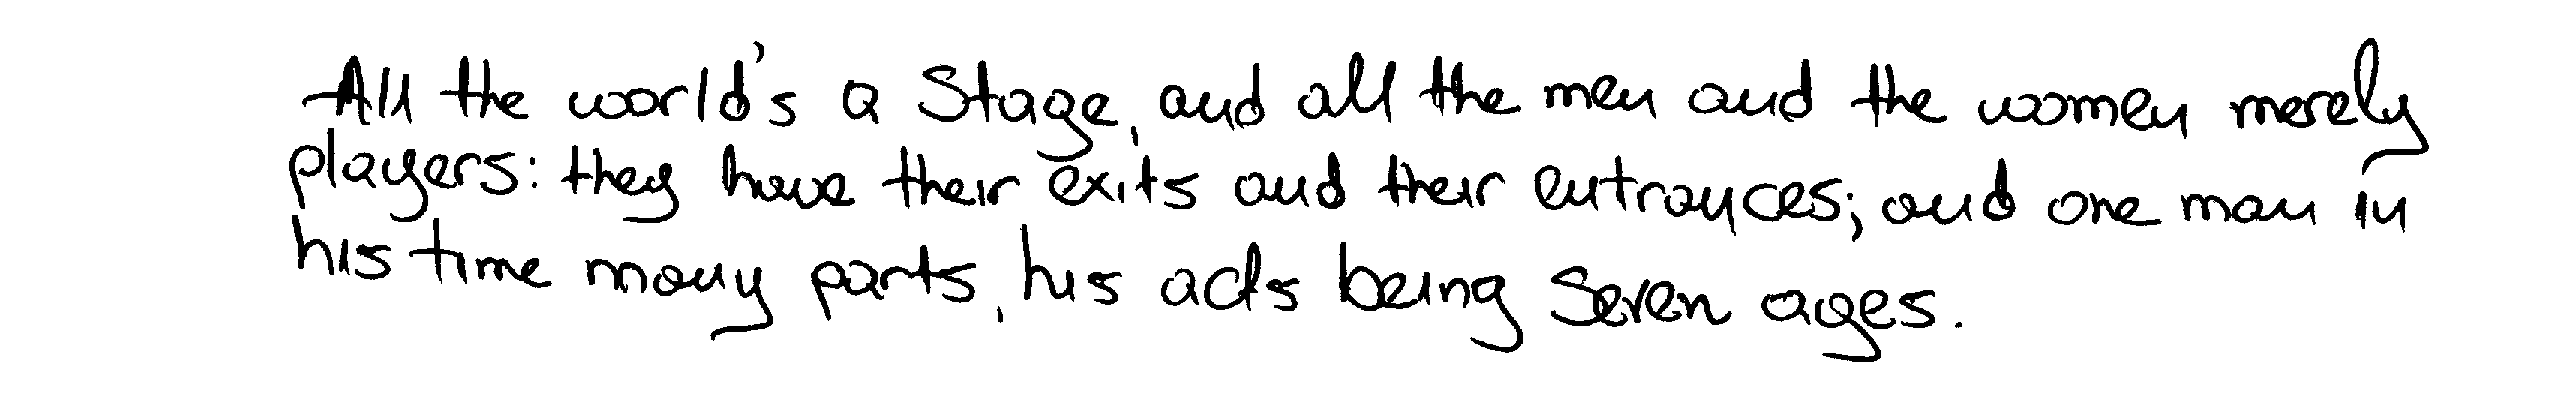 All the world's a Stage, and all the men and the women merely
players: they have their exits and their entrances; and one man in
his time many parts, his acts being Seven ages.